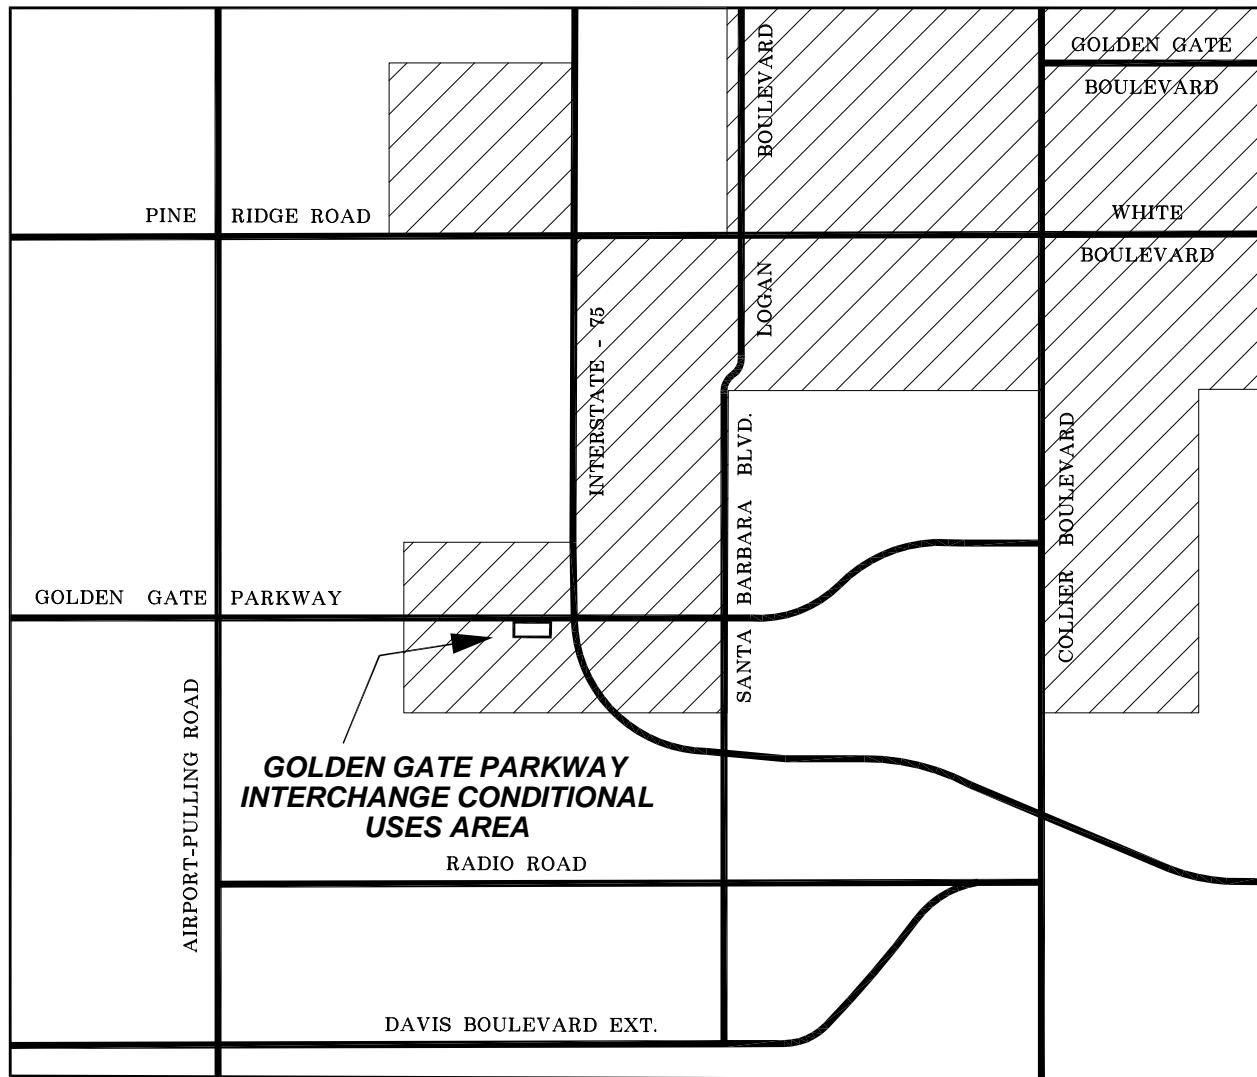 GOLDEN GATE
BOULEVARD
BOULEVARD
PINE RIDGE ROAD
WHITE
BOULEVARD
LOGAN
INTERSTATE - 75
SANTA BARBARA BLVD.
COLLIER BOULEVARD
GOLDEN GATE PARKWAY
AIRPORT-PULLING ROAD
GOLDEN GATE PARKWAY
INTERCHANGE CONDITIONAL
USES AREA
RADIO ROAD
DAVIS BOULEVARD EXT.